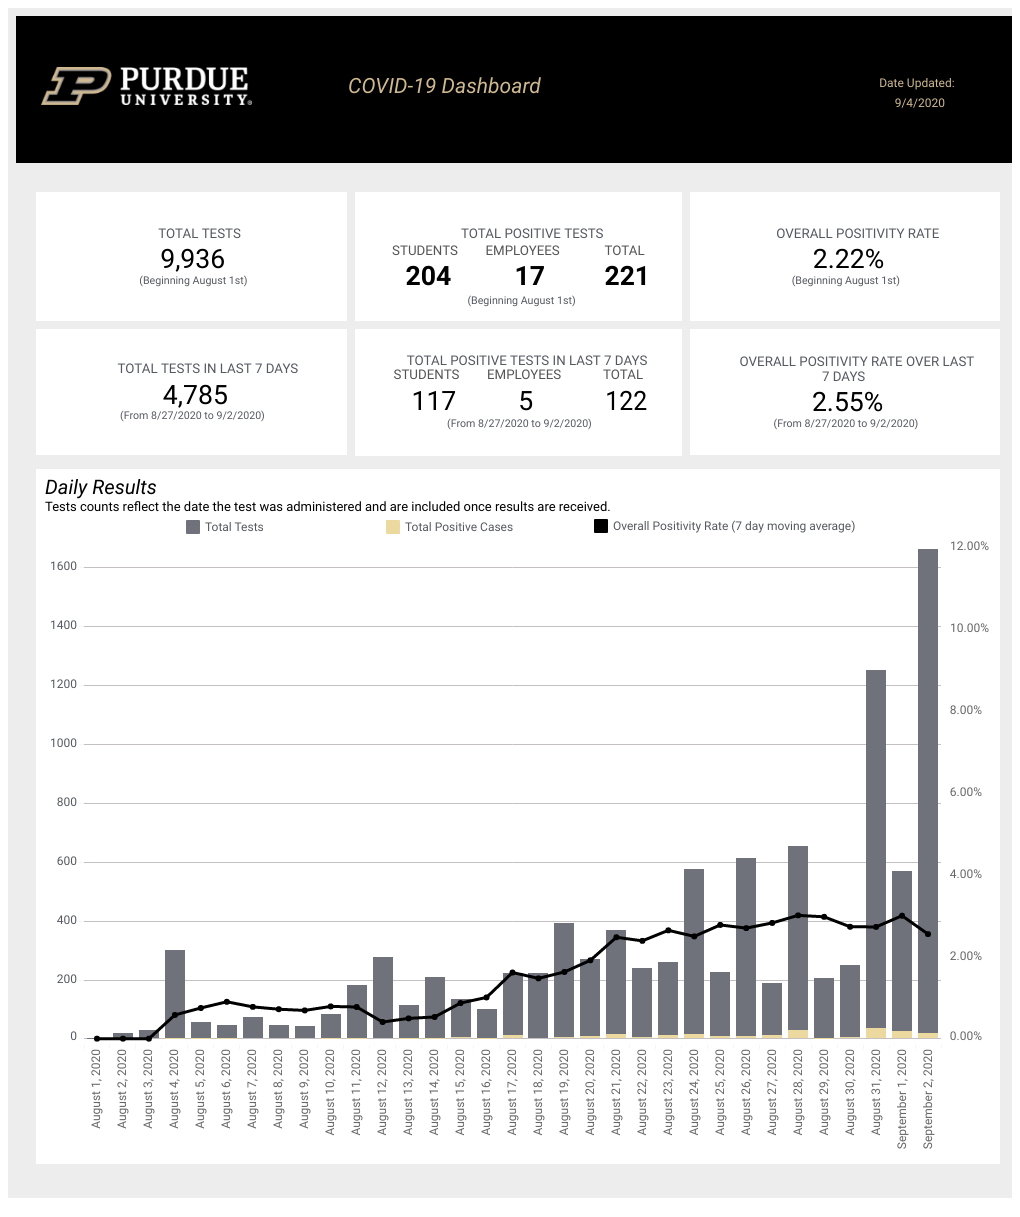 PURDUE
UNIVERSITY®
COVID-19 Dashboard
Date Updated:
9/4/2020
TOTAL TESTS
9,936
(Beginning August 1st)
TOTAL POSITIVE TESTS
STUDENTS EMPLOYEES TOTAL
204 17 221
(Beginning August 1st)
OVERALL POSITIVITY RATE
2.22%
(Beginning August 1st)
TOTAL TESTS IN LAST 7 DAYS
4,785
(From 8/27/2020 to 9/2/2020)
TOTAL POSITIVE TESTS IN LAST 7 DAYS
STUDENTS EMPLOYEES TOTAL
117 5 122
(From 8/27/2020 to 9/2/2020)
OVERALL POSITIVITY RATE OVER LAST
7 DAYS
2.55%
(From 8/27/2020 to 9/2/2020)
Daily Results
Tests counts reflect the date the test was administered and are included once results are received.
Total Tests Total Positive Cases Overall Positivity Rate (7 day moving average)
1600
1400
1200
1000
800
600
400
200
0
12.00%
10.00%
8.00%
6.00%
4.00%
2.00%
0.00%
August 1, 2020
August 2, 2020
August 3, 2020
August 4, 2020
August 5, 2020
August 6, 2020
August 7, 2020
August 8, 2020
August 9, 2020
August 10, 2020
August 11, 2020
August 12, 2020
August 13, 2020
August 14, 2020
August 15, 2020
August 16, 2020
August 17, 2020
August 18, 2020
August 19, 2020
August 20, 2020
August 21, 2020
August 22, 2020
August 23, 2020
August 24, 2020
August 25, 2020
August 26, 2020
August 27, 2020
August 28, 2020
August 29, 2020
August 30, 2020
August 31, 2020
September 1, 2020
September 2, 2020